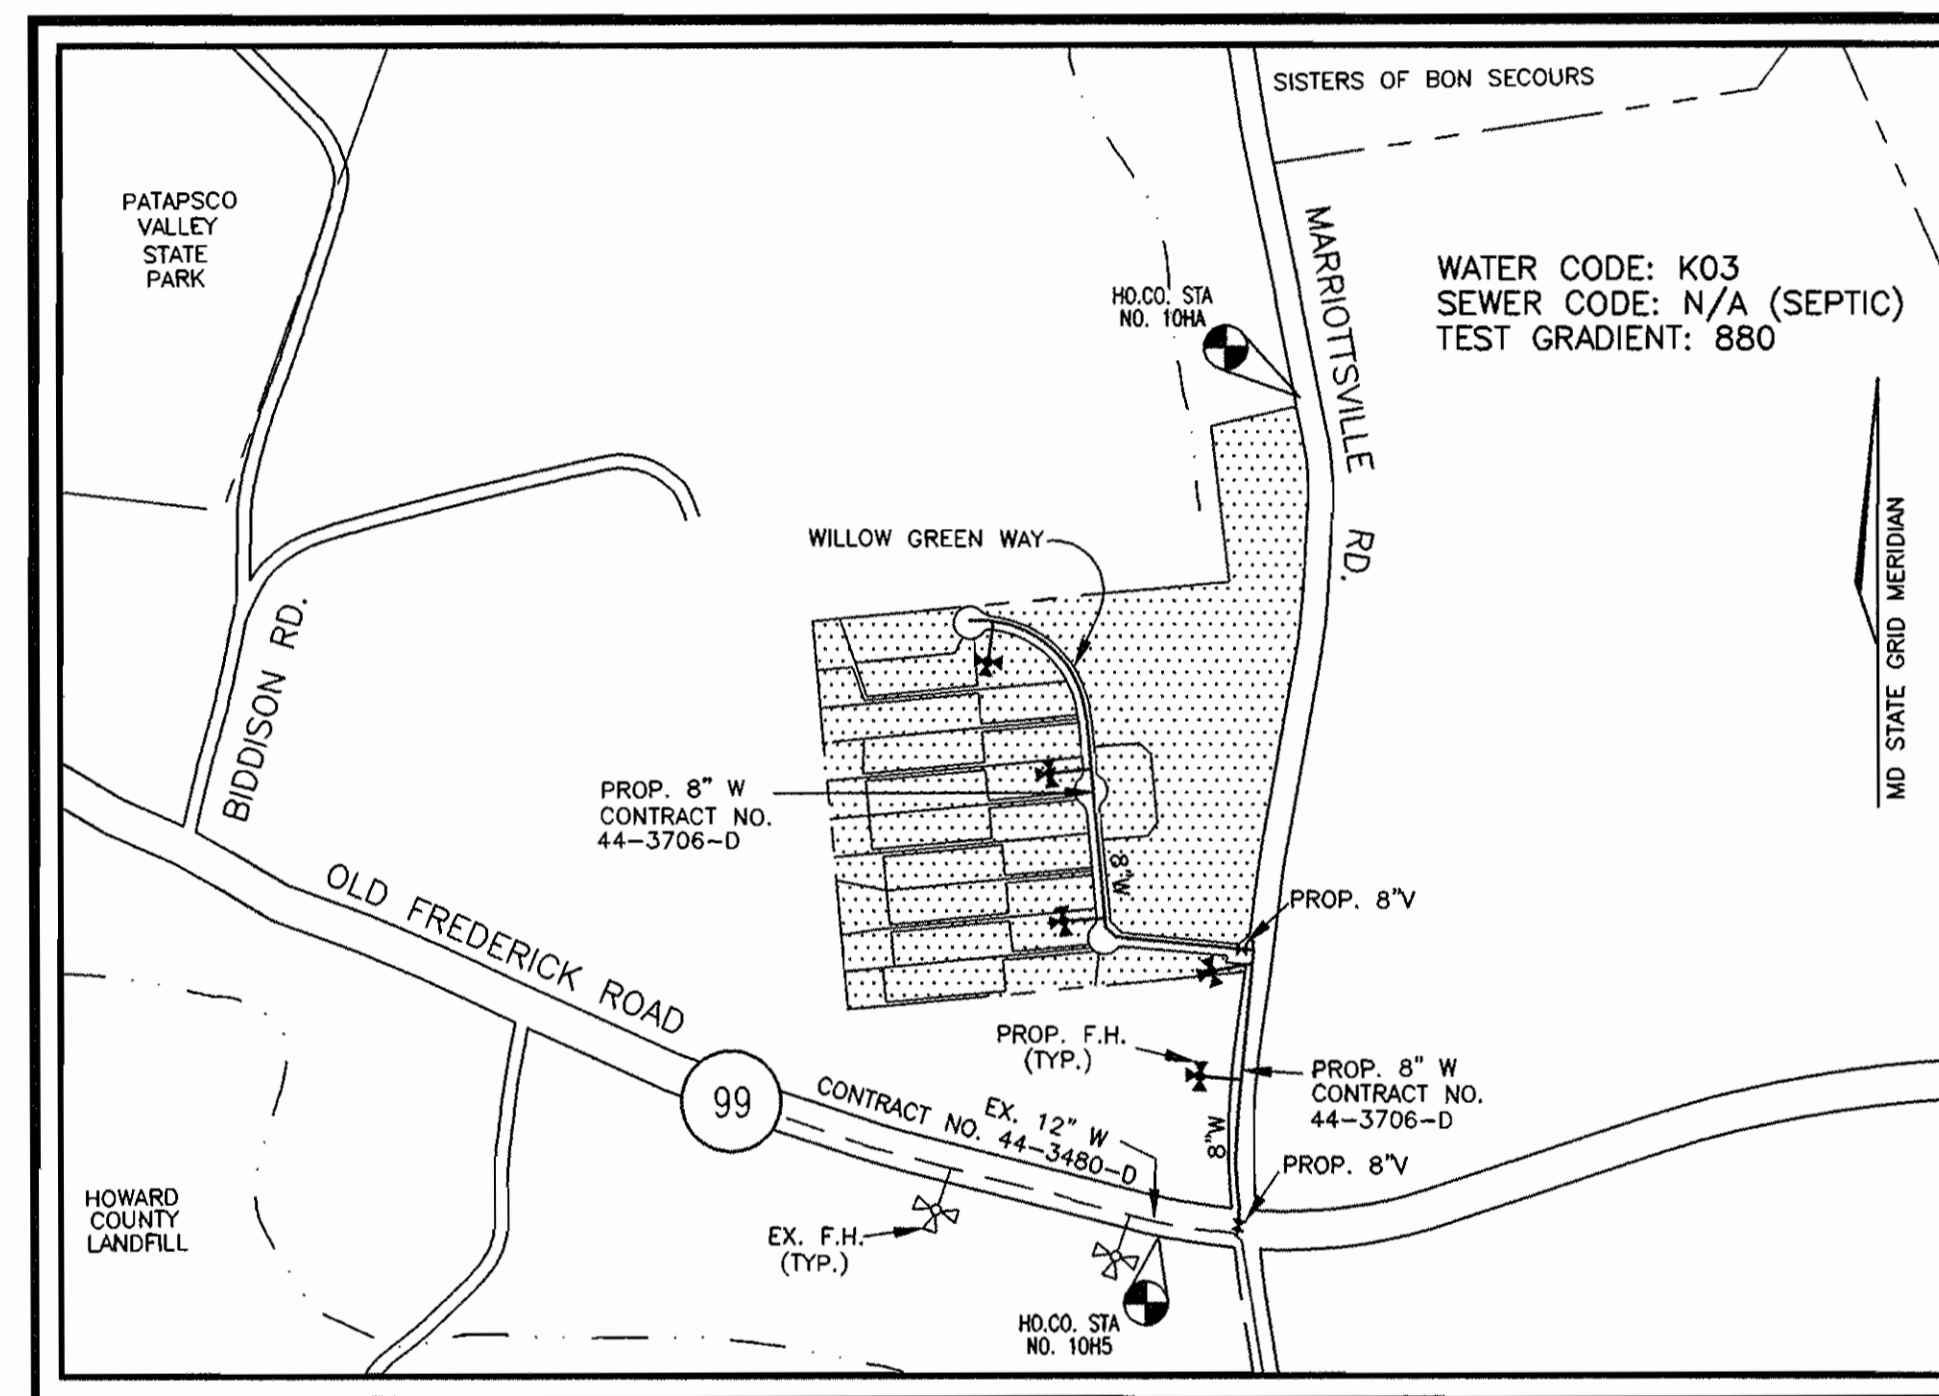 SISTERS OF BON SECOURS
PATAPSCO
VALLEY
STATE
PARK
MARRIOTTSVILLE RD.
WATER CODE: K03
SEWER CODE: N/A (SEPTIC)
TEST GRADIENT: 880
HO.CO. STA
NO. 10HA
MD STATE GRID MERIDIAN
WILLOW GREEN WAY
BIDDISON RD.
PROP. 8" W
CONTRACT NO.
44-3706-D
8"W
PROP. 8"V
OLD FREDERICK ROAD
PROP. F.H.
(TYP.)
PROP. 8" W
CONTRACT NO.
44-3706-D
99
EX. 12" W
CONTRACT NO. 44-3480-D
8"W
PROP. 8"V
HOWARD
COUNTY
LANDFILL
EX. F.H.
(TYP.)
HO.CO. STA
NO. 10H5